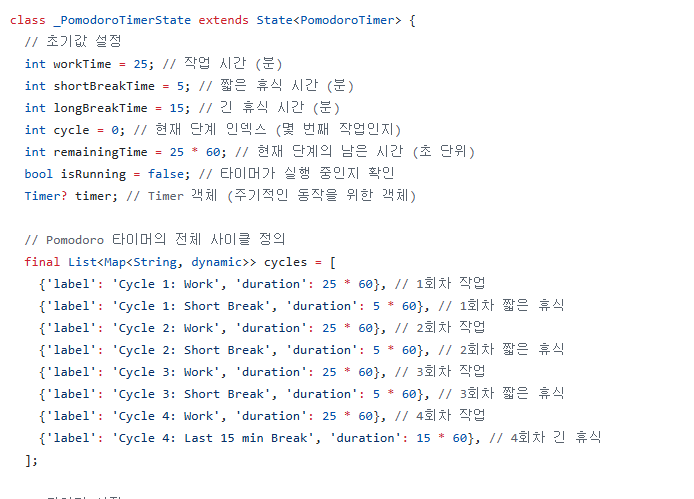 class _PomodoroTimerState extends State<PomodoroTimer> {
  // 초기값 설정
  int workTime = 25; // 작업 시간 (분)
  int shortBreakTime = 5; // 짧은 휴식 시간 (분)
  int longBreakTime = 15; // 긴 휴식 시간 (분)
  int cycle = 0; // 현재 단계 인덱스 (몇 번째 작업인지)
  int remainingTime = 25 * 60; // 현재 단계의 남은 시간 (초 단위)
  bool isRunning = false; // 타이머가 실행 중인지 확인
  Timer? timer; // Timer 객체 (주기적인 동작을 위한 객체)
  // Pomodoro 타이머의 전체 사이클 정의
  final List<Map<String, dynamic>> cycles = [
    {'label': 'Cycle 1: Work', 'duration': 25 * 60}, // 1회차 작업
    {'label': 'Cycle 1: Short Break', 'duration': 5 * 60}, // 1회차 짧은 휴식
    {'label': 'Cycle 2: Work', 'duration': 25 * 60}, // 2회차 작업
    {'label': 'Cycle 2: Short Break', 'duration': 5 * 60}, // 2회차 짧은 휴식
    {'label': 'Cycle 3: Work', 'duration': 25 * 60}, // 3회차 작업
    {'label': 'Cycle 3: Short Break', 'duration': 5 * 60}, // 3회차 짧은 휴식
    {'label': 'Cycle 4: Work', 'duration': 25 * 60}, // 4회차 작업
    {'label': 'Cycle 4: Last 15 min Break', 'duration': 15 * 60}, // 4회차 긴 휴식
  ];